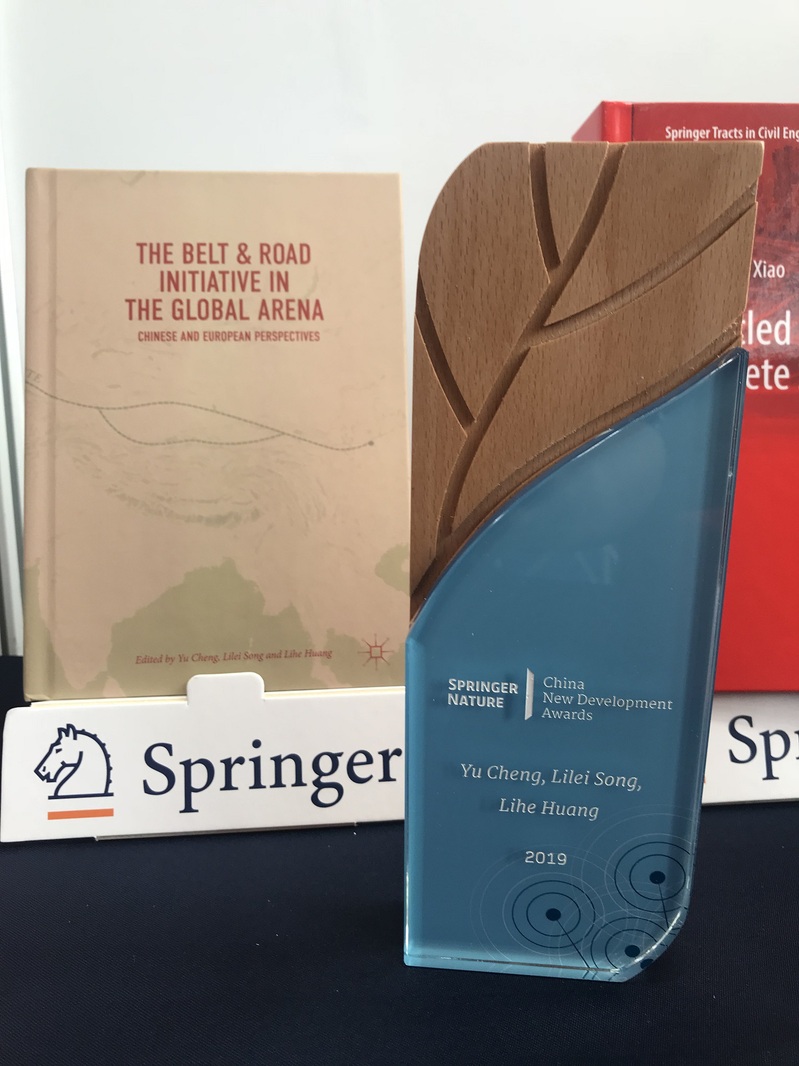 THE BELT & ROAD
INITIATIVE IN
THE GLOBAL ARENA
CHINESE AND EUROPEAN PERSPECTIVES
Edited by Yu Cheng, Lilei Song and Lihe Huang
Springer
SPRINGER
NATURE
China
New Development
Awards
Yu Cheng, Lilei Song,
Lihe Huang
2019
Springer Tracts in Civil Eng
Xiao
cled
ete
Sp